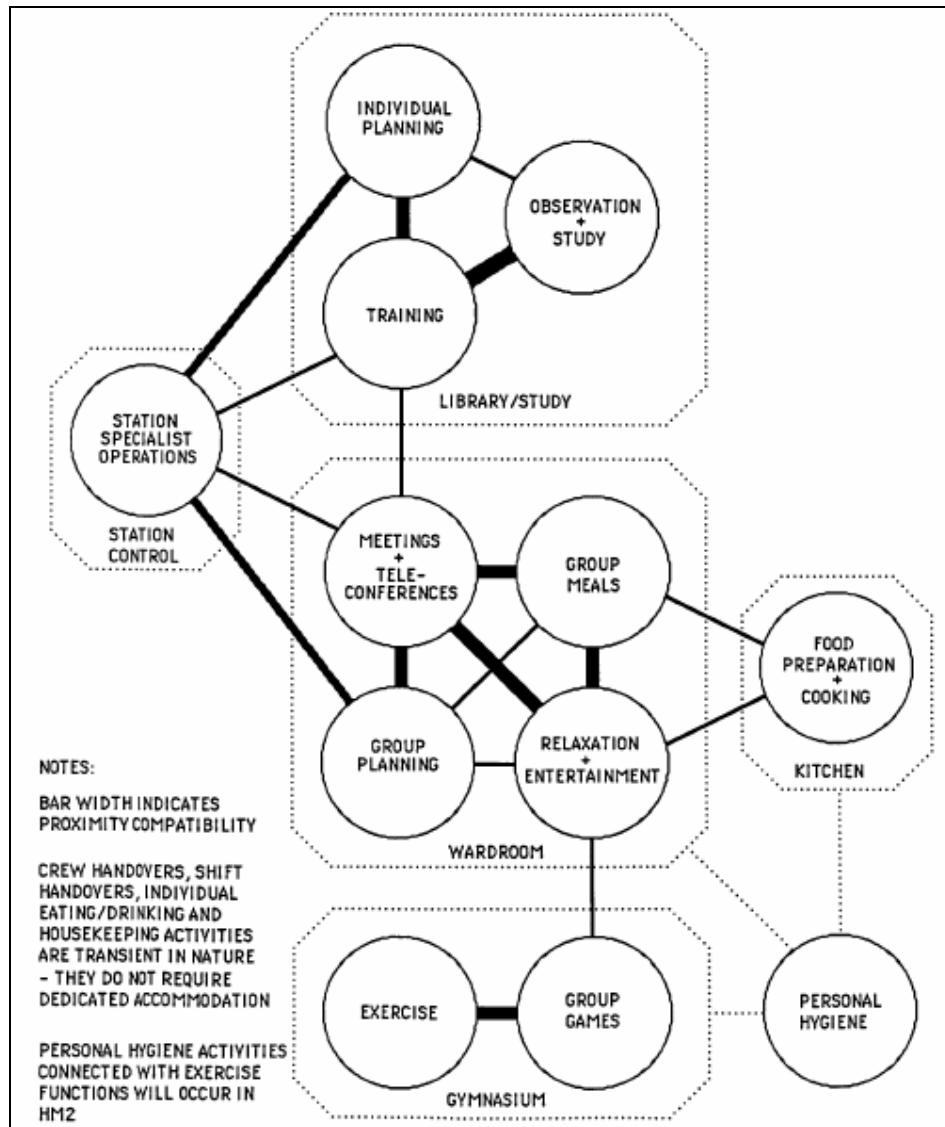 INDIVIDUAL
PLANNING
OBSERVATION
+
STUDY
TRAINING
LIBRARY/STUDY
STATION
SPECIALIST
OPERATIONS
STATION
CONTROL
MEETINGS
+
TELE-
CONFERENCES
GROUP
MEALS
FOOD
PREPARATION
+
COOKING
KITCHEN
GROUP
PLANNING
RELAXATION
+
ENTERTAINMENT
WARDROOM
NOTES:
BAR WIDTH INDICATES
PROXIMITY COMPATIBILITY
CREW HANDOVERS, SHIFT
HANDOVERS, INDIVIDUAL
EATING/DRINKING AND
HOUSEKEEPING ACTIVITIES
ARE TRANSIENT IN NATURE
- THEY DO NOT REQUIRE
DEDICATED ACCOMMODATION
PERSONAL HYGIENE ACTIVITIES
CONNECTED WITH EXERCISE
FUNCTIONS WILL OCCUR IN
HM2
EXERCISE
GROUP
GAMES
GYMNASIUM
PERSONAL
HYGIENE